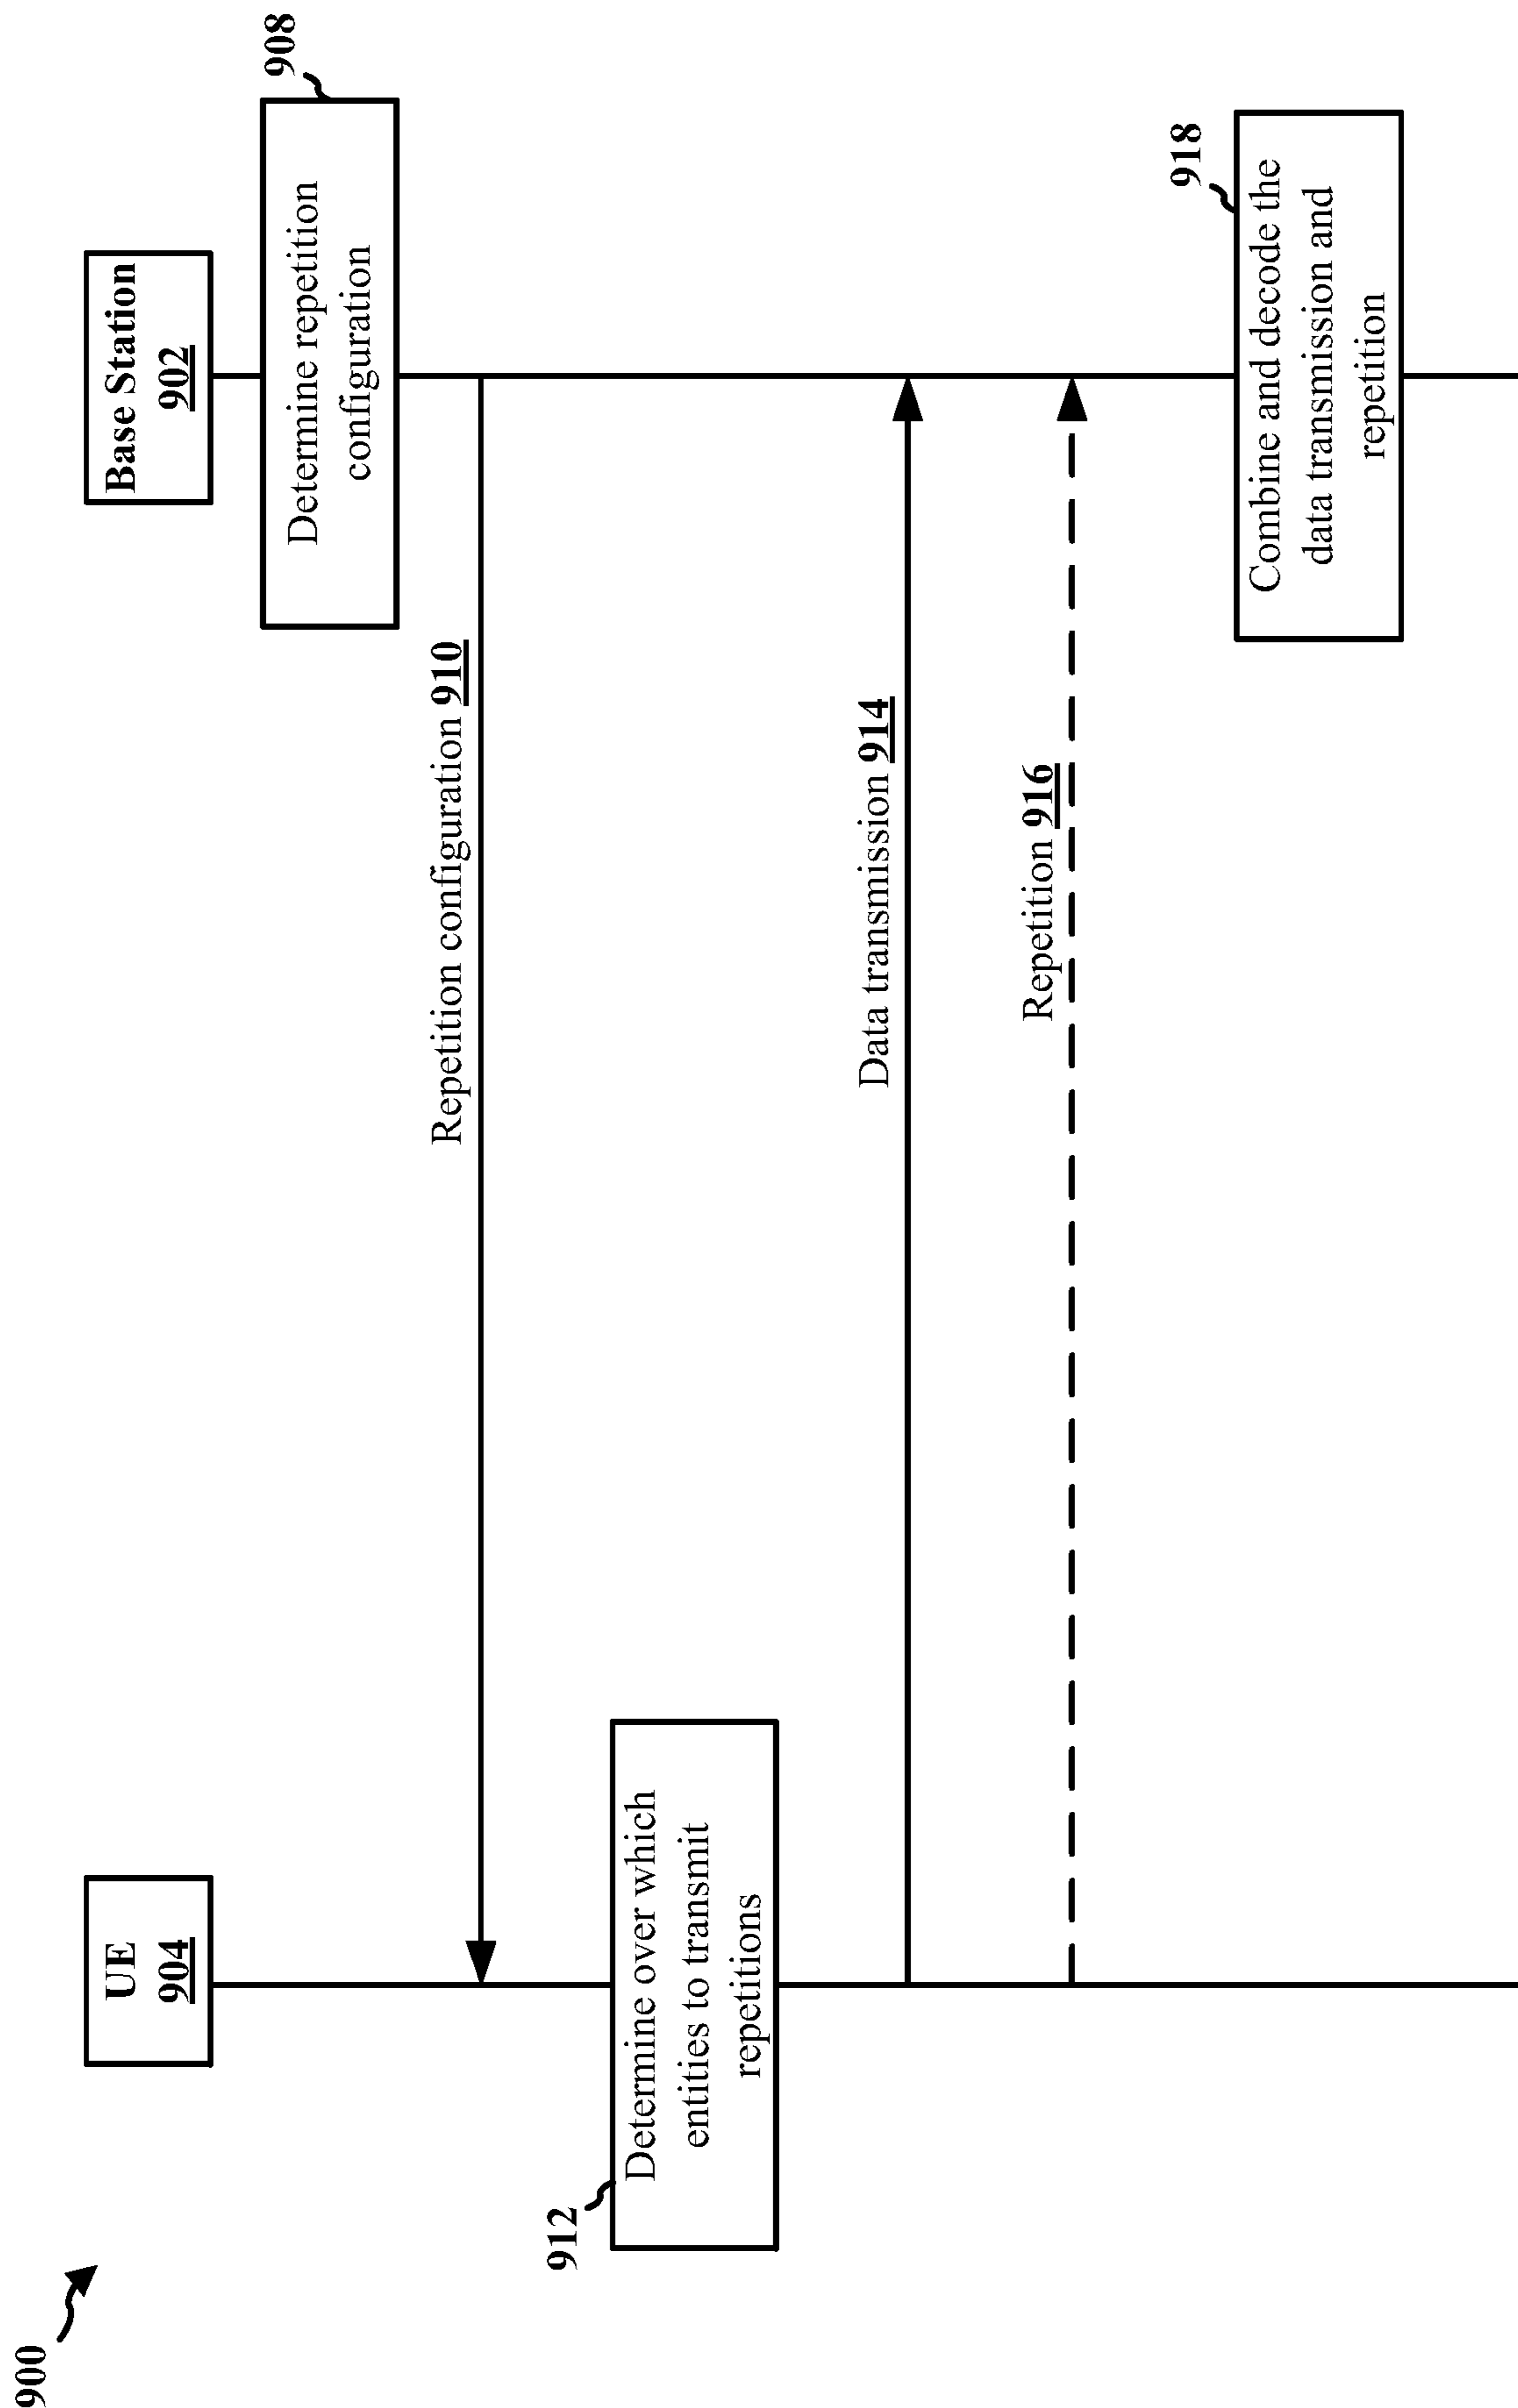 900
UE
904
Base Station
902
908
Determine repetition
configuration
Repetition configuration 910
912
Determine over which
entities to transmit
repetitions
Data transmission 914
Repetition 916
918
Combine and decode the
data transmission and
repetition